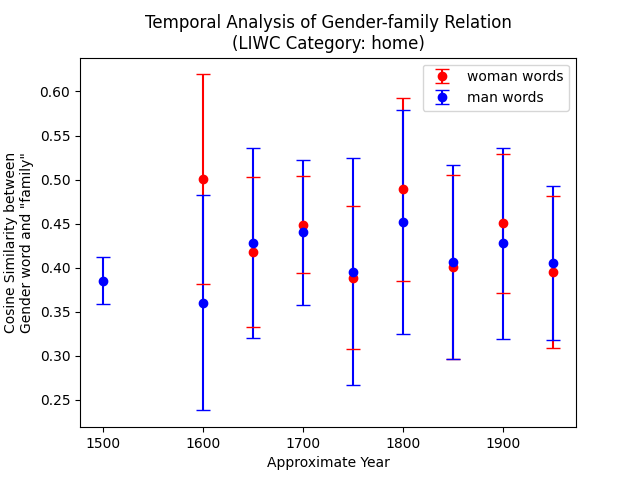 Temporal Analysis of Gender-family Relation
(LIWC Category: home)
woman words
man words
Cosine Similarity between
Gender word and "family"
0.60
0.55
0.50
0.45
0.40
0.35
0.30
0.25
1500
1600
1700
1800
1900
Approximate Year